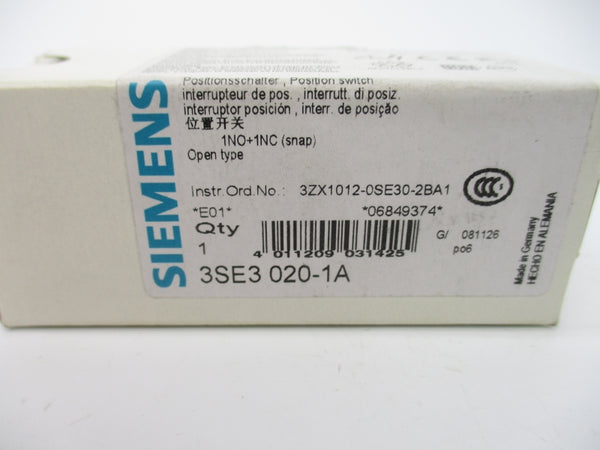 Positionsschalter , Position switch
interrupteur de pos. , interrutt. di posiz.
interruptor posición , interr. de posição
位置开关
1NO+1NC (snap)
Open type
Instr.Ord.No.: 3ZX1012-0SE30-2BA1
*E01* *06849374*
Qty
1
4 011209 031425
G/ 081126
p06
3SE3 020-1A
SIEMENS
CCC
Made in Germany
HECHO EN ALEMANIA